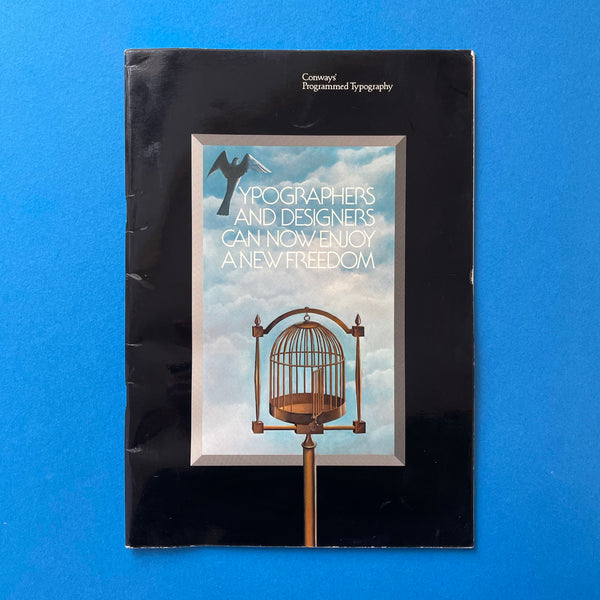 Conways'
Programmed Typography
TYPOGRAPHERS
AND DESIGNERS
CAN NOW ENJOY
A NEW FREEDOM